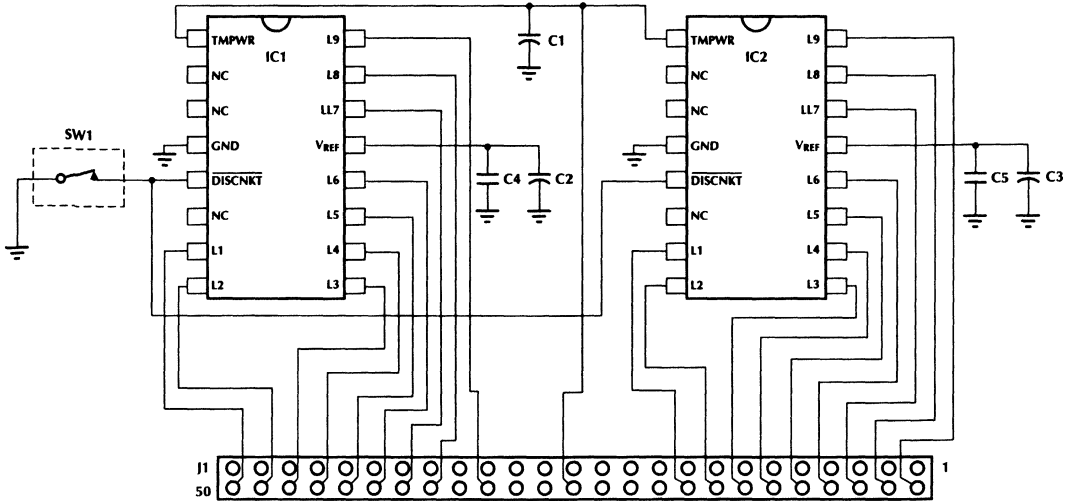 TMPWR L9 C1 TMPWR L9
IC1 IC2
NC L8 NC L8
NC LL7 NC LL7
SW1 GND VREF GND VREF
DISCNKT L6 C4 C2 DISCNKT L6 C5 C3
NC L5 NC L5
L1 L4 L1 L4
L2 L3 L2 L3
J1 1
50